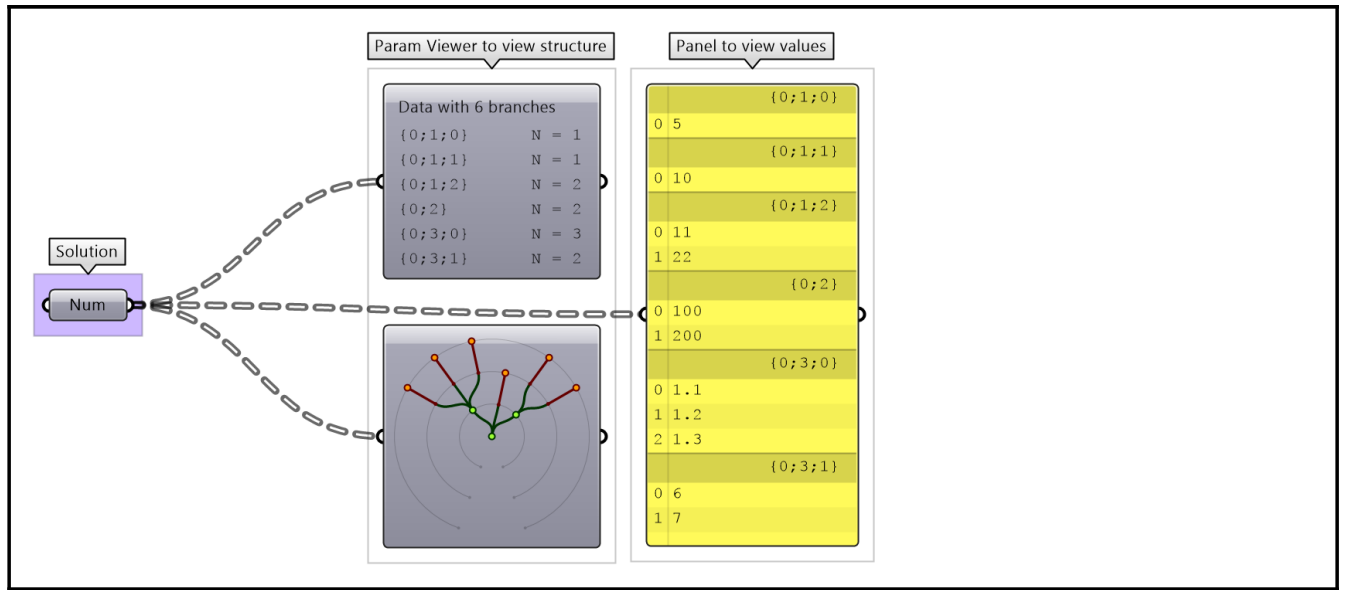 Param Viewer to view structure
Panel to view values
Data with 6 branches
{0;1;0} N = 1
{0;1;1} N = 1
{0;1;2} N = 2
{0;2} N = 2
{0;3;0} N = 3
{0;3;1} N = 2
Solution
Num
{0;1;0}
0 5
{0;1;1}
0 10
{0;1;2}
0 11
1 22
{0;2}
0 100
1 200
{0;3;0}
0 1.1
1 1.2
2 1.3
{0;3;1}
0 6
1 7